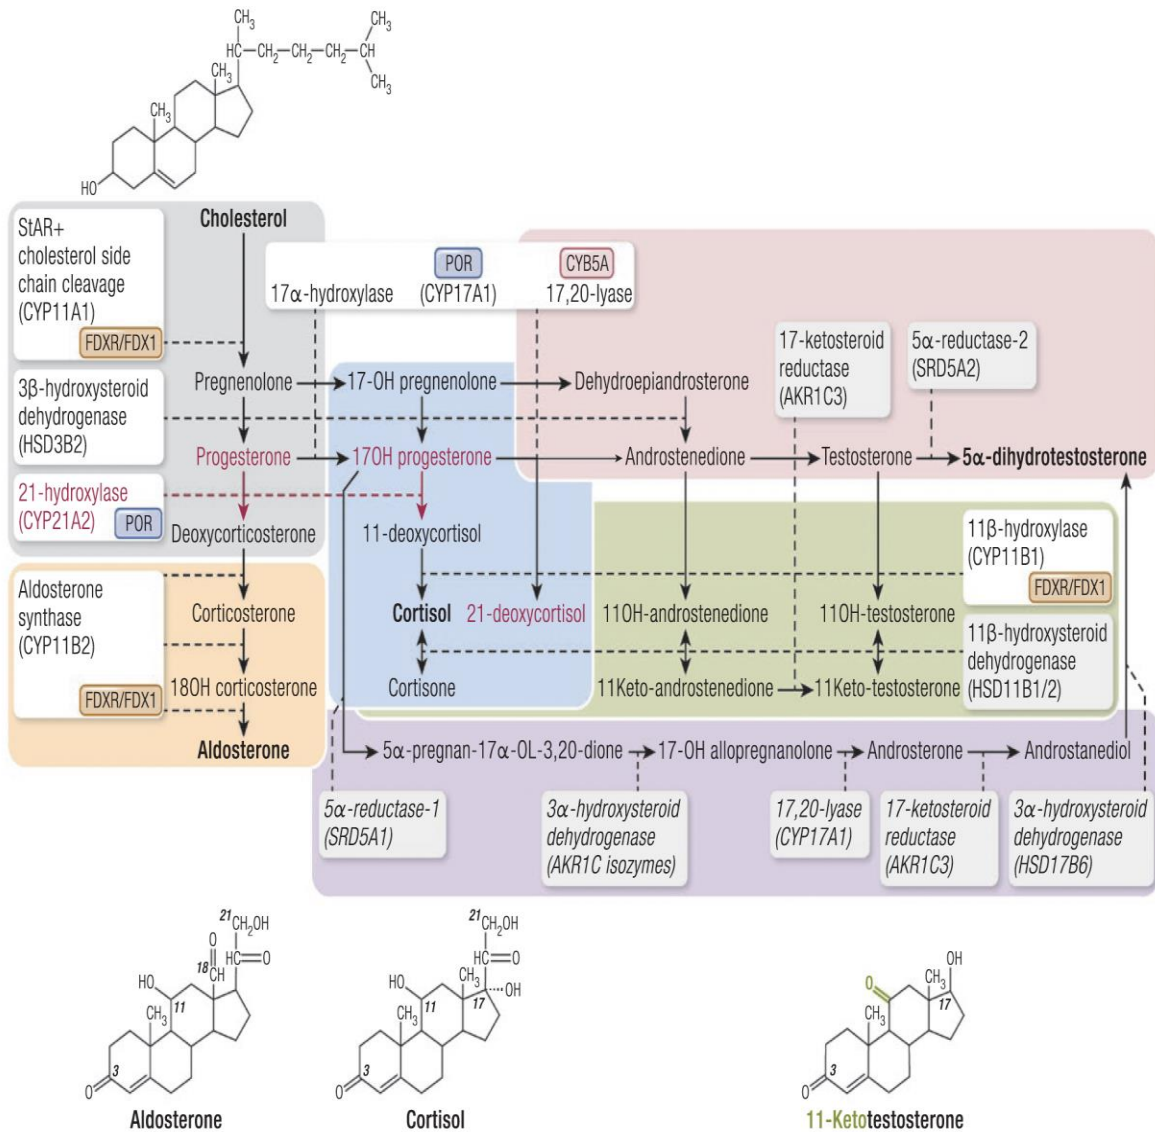 CH₃
CH₃
HC—CH₂—CH₂—CH₂—CH
CH₃
CH₃
CH₃
HO
Cholesterol
StAR+
cholesterol side
chain cleavage
(CYP11A1)
FDXR/FDX1
17α-hydroxylase
POR
(CYP17A1)
CYB5A
17,20-lyase
17-ketosteroid
reductase
(AKR1C3)
5α-reductase-2
(SRD5A2)
3β-hydroxysteroid
dehydrogenase
(HSD3B2)
Pregnenolone
17-OH pregnenolone
Dehydroepiandrosterone
Progesterone
17OH progesterone
Androstenedione
Testosterone
5α-dihydrotestosterone
21-hydroxylase
(CYP21A2)
POR
Deoxycorticosterone
11-deoxycortisol
11β-hydroxylase
(CYP11B1)
FDXR/FDX1
Aldosterone
synthase
(CYP11B2)
FDXR/FDX1
Corticosterone
Cortisol
21-deoxycortisol
11OH-androstenedione
11OH-testosterone
11β-hydroxysteroid
dehydrogenase
(HSD11B1/2)
18OH corticosterone
Cortisone
11Keto-androstenedione
11Keto-testosterone
Aldosterone
5α-pregnan-17α-OL-3,20-dione
17-OH allopregnanolone
Androsterone
Androstanediol
5α-reductase-1
(SRD5A1)
3α-hydroxysteroid
dehydrogenase
(AKR1C isozymes)
17,20-lyase
(CYP17A1)
17-ketosteroid
reductase
(AKR1C3)
3α-hydroxysteroid
dehydrogenase
(HSD17B6)
21
CH₂OH
O
C
O
18
CH
HO
11
CH₃
3
O
Aldosterone
21
CH₂OH
C
O
CH₃
HO
OH
11
17
CH₃
3
O
Cortisol
OH
CH₃
O
17
CH₃
3
O
11-Ketotestosterone